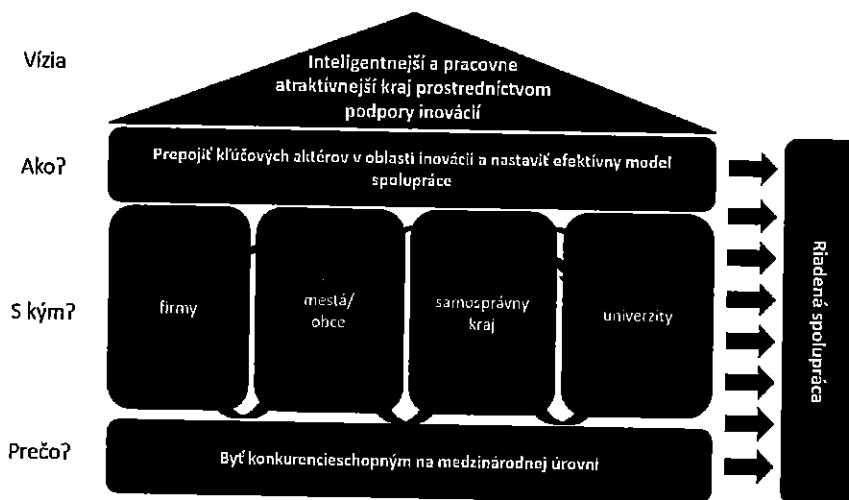 Vízia
Inteligentnejší a pracovne
atraktívnejší kraj prostredníctvom
podpory inovácií
Ako?
Prepojiť kľúčových aktérov v oblasti inovácií a nastaviť efektívny model
spolupráce
S kým?
firmy
mestá/
obce
samosprávny
kraj
univerzity
Prečo?
Byť konkurencieschopným na medzinárodnej úrovni
Riadená spolupráca